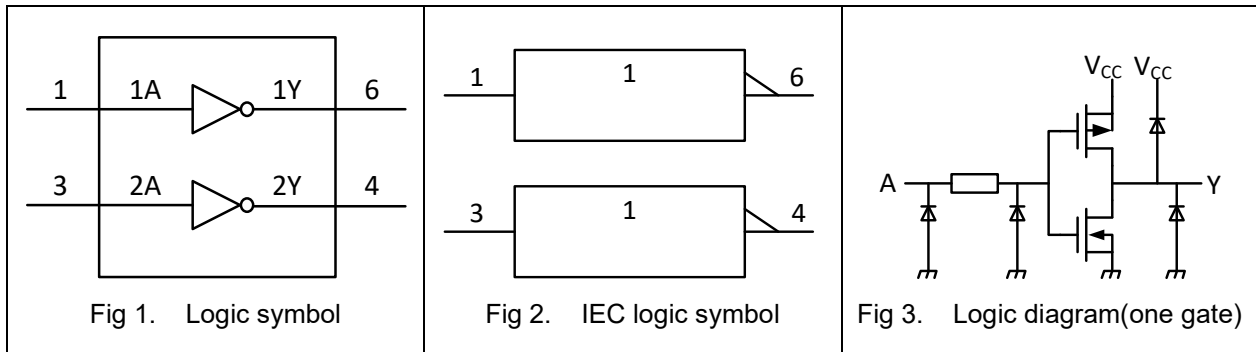 1 1A 1Y 6
3 2A 2Y 4
Fig 1. Logic symbol
1 1 6
3 1 4
Fig 2. IEC logic symbol
VCC VCC
A Y
Fig 3. Logic diagram(one gate)